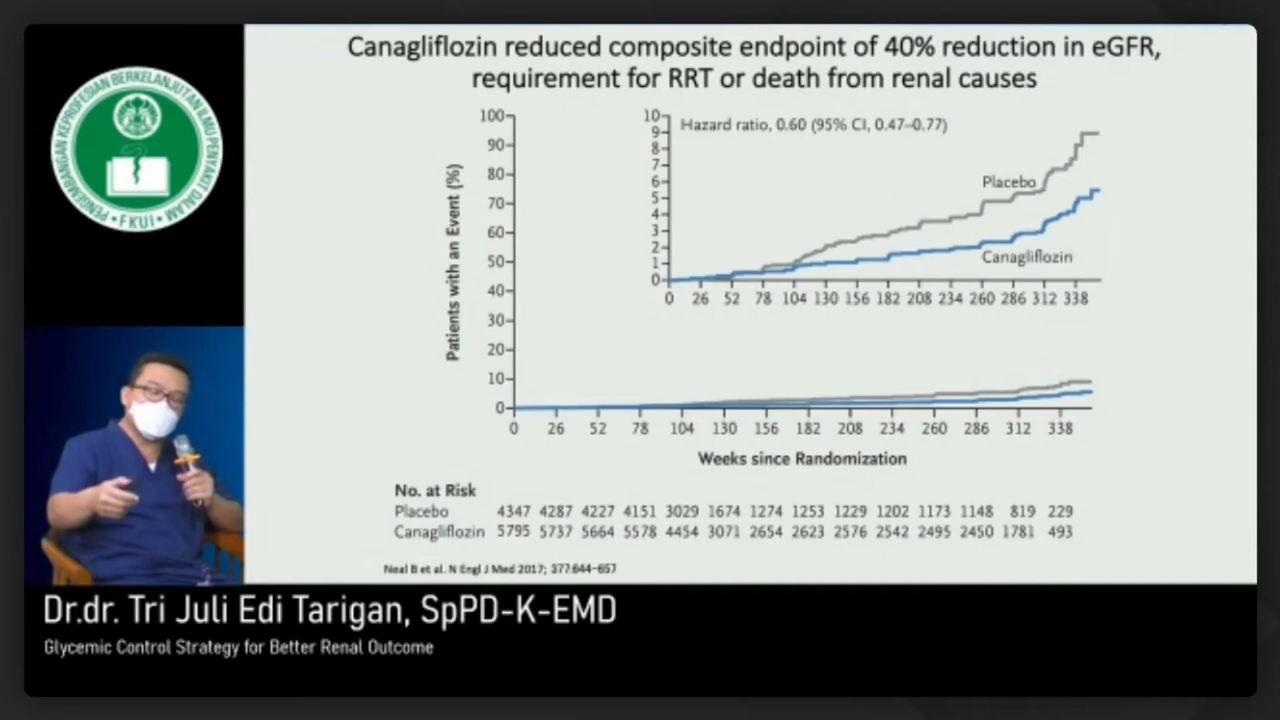 PENGEMBANGAN KEPROFESIAN BERKELANJUTAN ILMU PENYAKIT DALAM
• FKUI •
Canagliflozin reduced composite endpoint of 40% reduction in eGFR,
requirement for RRT or death from renal causes
Patients with an Event (%)
100
90
80
70
60
50
40
30
20
10
0
10
9
8
7
6
5
4
3
2
1
0
Hazard ratio, 0.60 (95% CI, 0.47–0.77)
Placebo
Canagliflozin
0 26 52 78 104 130 156 182 208 234 260 286 312 338
0 26 52 78 104 130 156 182 208 234 260 286 312 338
Weeks since Randomization
No. at Risk
Placebo 4347 4287 4227 4151 3029 1674 1274 1253 1229 1202 1173 1148 819 229
Canagliflozin 5795 5737 5664 5578 4454 3071 2654 2623 2576 2542 2495 2450 1781 493
Neal B et al. N Engl J Med 2017; 377:644–657
Dr.dr. Tri Juli Edi Tarigan, SpPD-K-EMD
Glycemic Control Strategy for Better Renal Outcome